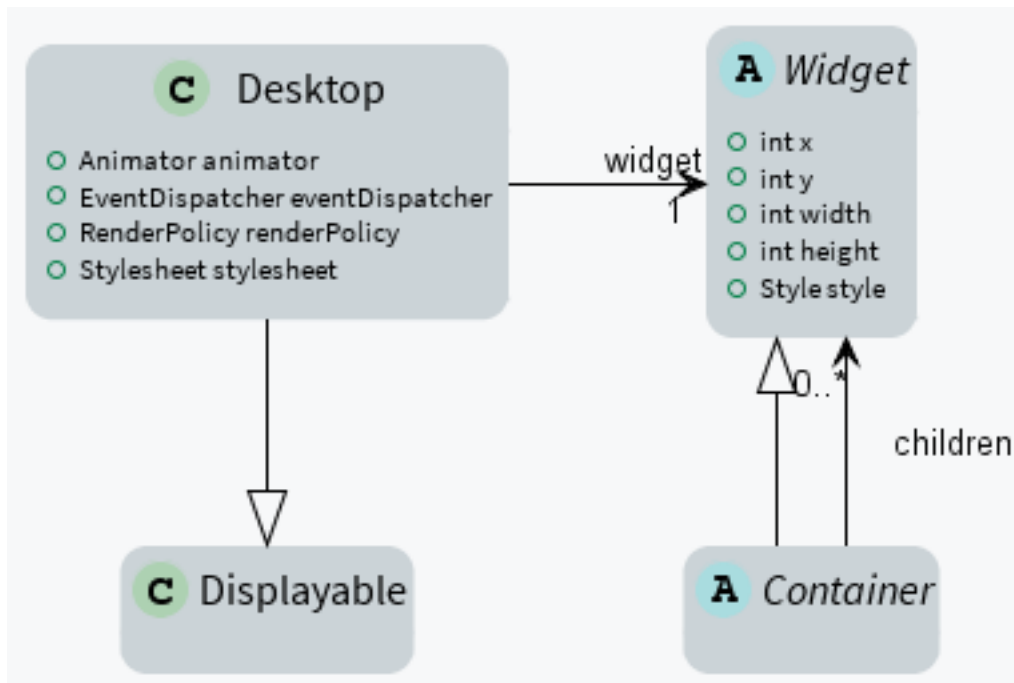 C Desktop
Animator animator
EventDispatcher eventDispatcher
RenderPolicy renderPolicy
Stylesheet stylesheet
widget
1
A Widget
int x
int y
int width
int height
Style style
0..*
children
C Displayable
A Container